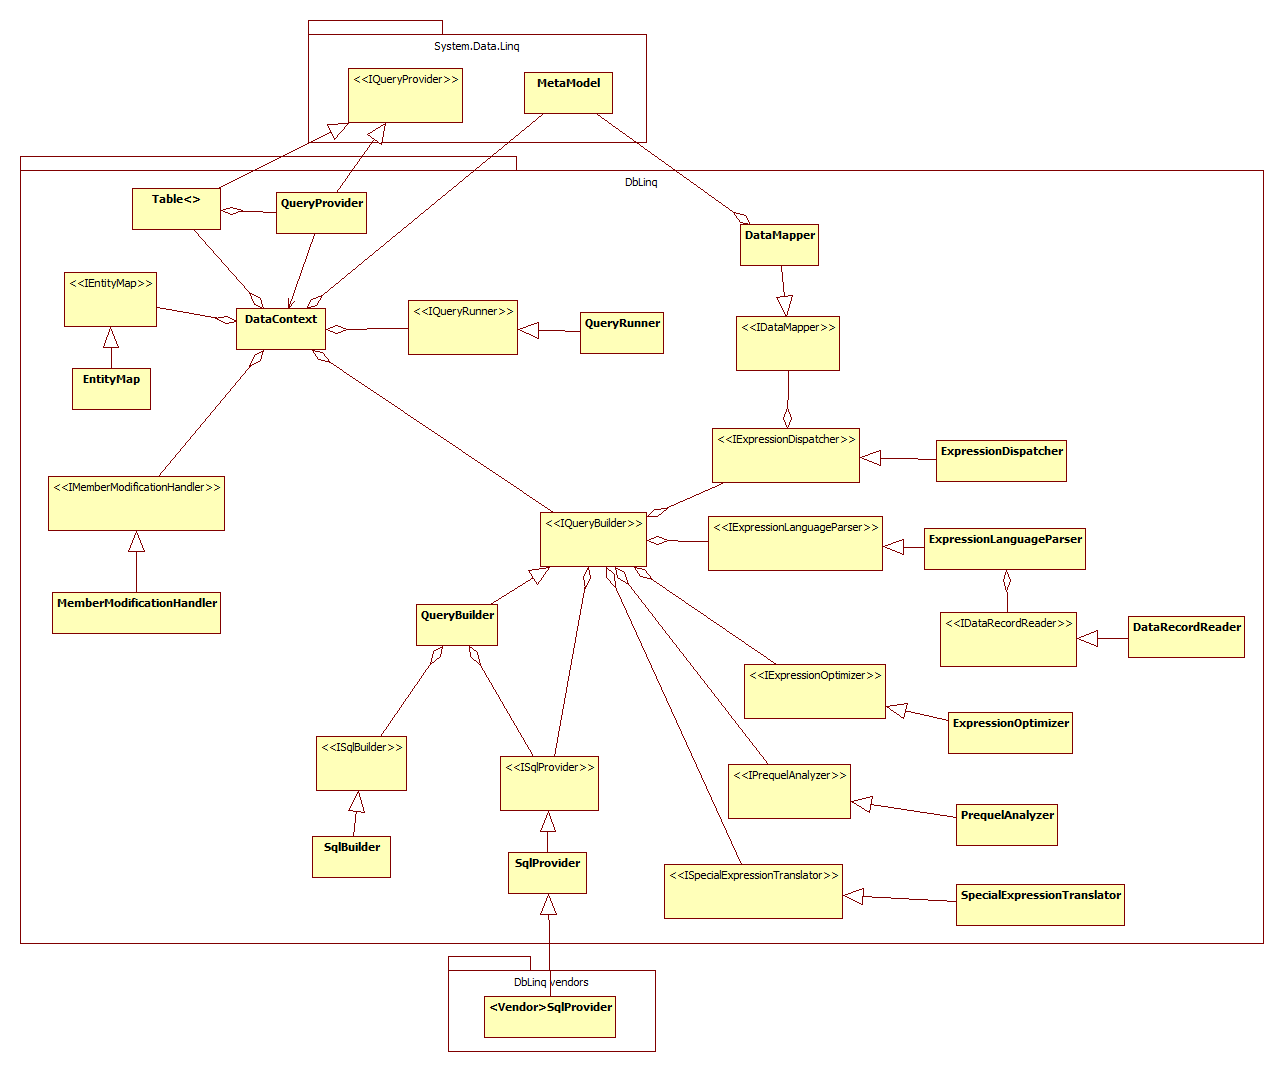 System.Data.Linq
<<IQueryProvider>>
MetaModel
DbLinq
Table<>
QueryProvider
DataMapper
<<IEntityMap>>
DataContext
<<IQueryRunner>>
QueryRunner
<<IDataMapper>>
EntityMap
<<IExpressionDispatcher>>
ExpressionDispatcher
<<IMemberModificationHandler>>
<<IQueryBuilder>>
<<IExpressionLanguageParser>>
ExpressionLanguageParser
MemberModificationHandler
QueryBuilder
<<IDataRecordReader>>
DataRecordReader
<<IExpressionOptimizer>>
ExpressionOptimizer
<<ISqlBuilder>>
<<ISqlProvider>>
<<IPrequelAnalyzer>>
PrequelAnalyzer
SqlBuilder
SqlProvider
<<ISpecialExpressionTranslator>>
SpecialExpressionTranslator
DbLinq vendors
<Vendor>SqlProvider